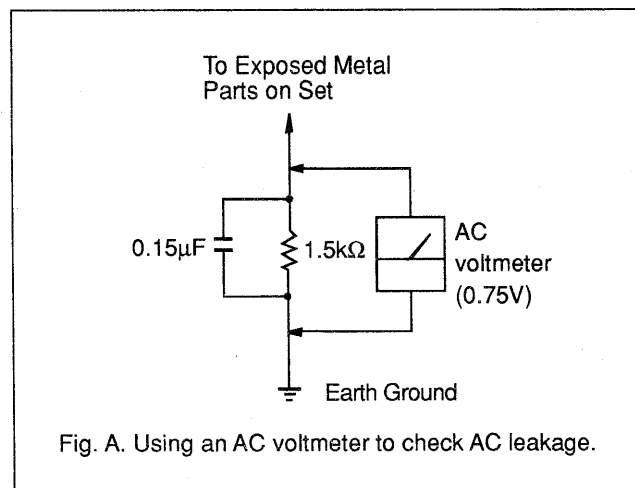 To Exposed Metal
Parts on Set
0.15µF
1.5kΩ
AC
voltmeter
(0.75V)
Earth Ground
Fig. A. Using an AC voltmeter to check AC leakage.